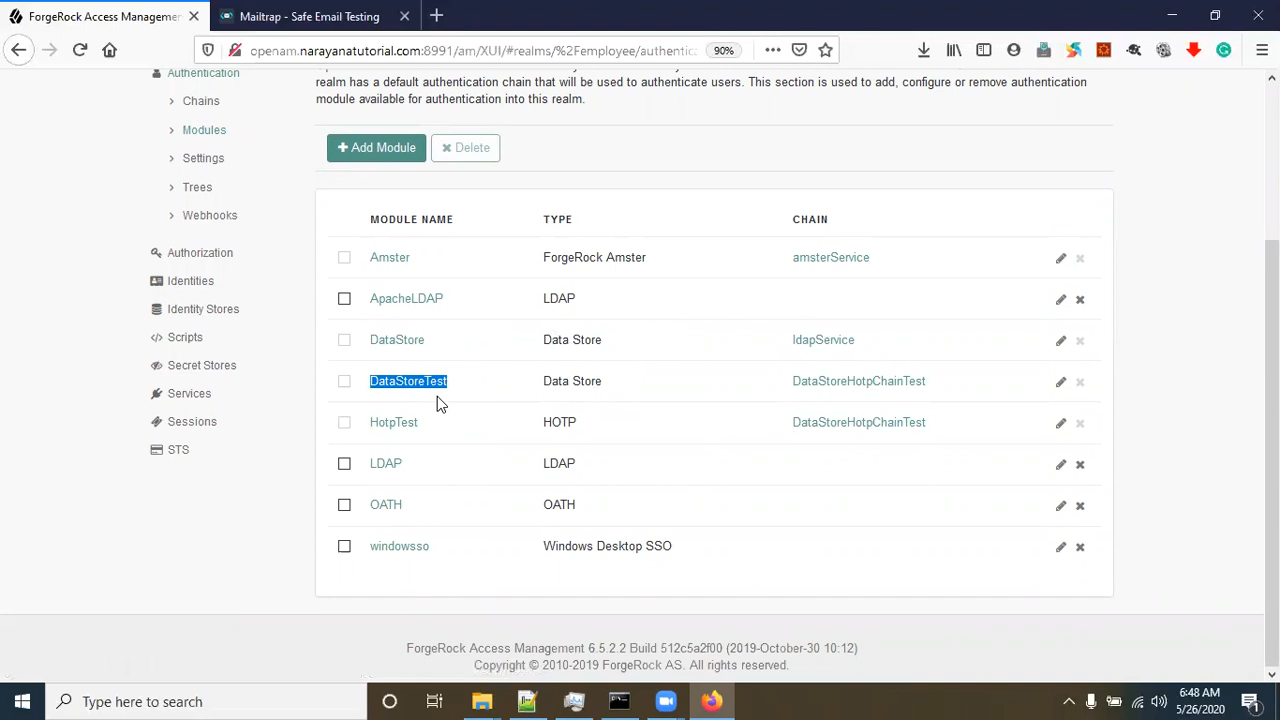 ForgeRock Access Managemer
Mailtrap - Safe Email Testing
openam.narayanatutorial.com:8991/am/XUI/#realms/%2Femployee/authentic
90%
Authentication
realm has a default authentication chain that will be used to authenticate users. This section is used to add, configure or remove authentication
module available for authentication into this realm.
Chains
Modules
Settings
Trees
Webhooks
Authorization
Identities
Identity Stores
Scripts
Secret Stores
Services
Sessions
STS
Add Module
Delete
MODULE NAME TYPE CHAIN
Amster ForgeRock Amster amsterService
ApacheLDAP LDAP
DataStore Data Store ldapService
DataStoreTest Data Store DataStoreHotpChainTest
HotpTest HOTP DataStoreHotpChainTest
LDAP LDAP
OATH OATH
windowsso Windows Desktop SSO
ForgeRock Access Management 6.5.2.2 Build 512c5a2f00 (2019-October-30 10:12)
Copyright © 2010-2019 ForgeRock AS. All rights reserved.
Type here to search
6:48 AM
5/26/2020
1